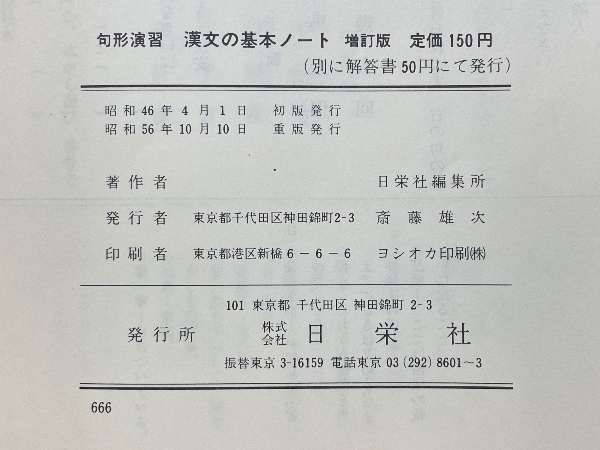 句形演習 漢文の基本ノート 増訂版 定価150円
(別に解答書50円にて発行)
昭和46年4月1日 初版発行
昭和56年10月10日 重版発行
著作者 日栄社編集所
発行者 東京都千代田区神田錦町2-3 斎藤雄次
印刷者 東京都港区新橋6-6-6 ヨシオカ印刷㈱
101 東京都 千代田区 神田錦町 2-3
発行所 株式会社 日栄社
振替東京 3-16159 電話東京 03 (292) 8601~3
666